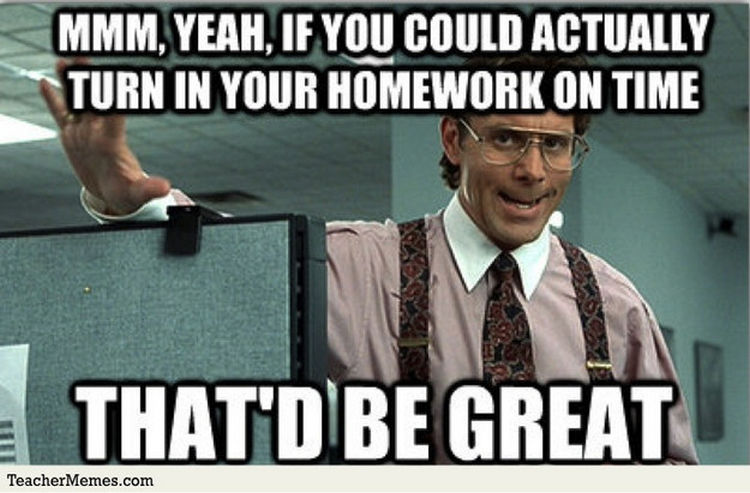 MMM, YEAH, IF YOU COULD ACTUALLY
TURN IN YOUR HOMEWORK ON TIME
THAT'D BE GREAT
TeacherMemes.com